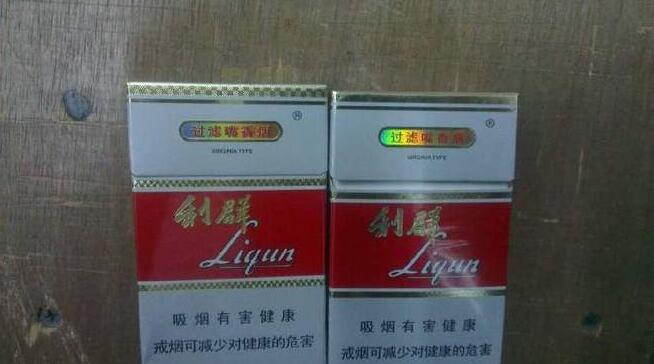 过滤嘴香烟
VIRGINIA TYPE
利群
Liqun
吸烟有害健康
戒烟可减少对健康的危害
过滤嘴香烟
®
VIRGINIA TYPE
利群
Liqun
吸烟有害健康
戒烟可减少对健康的危害